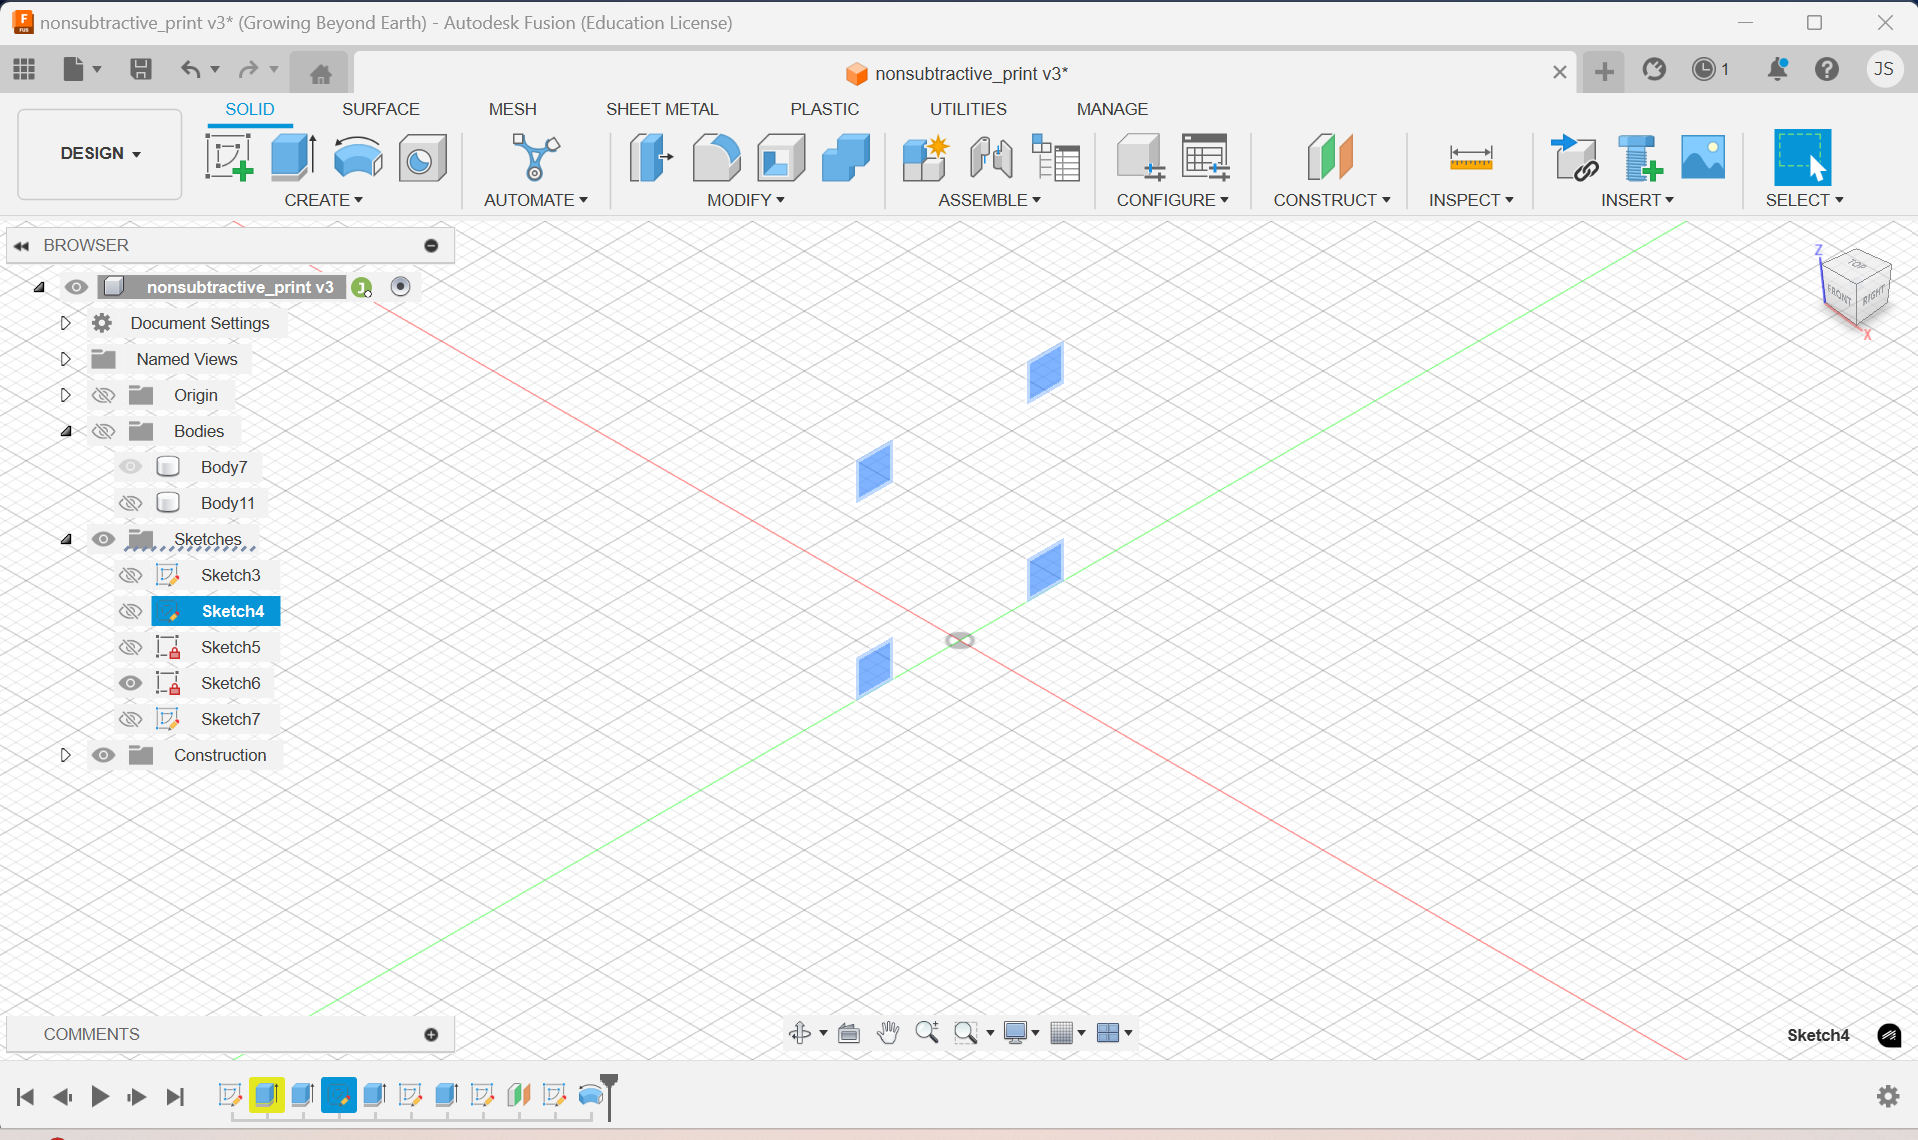 nonsubtractive_print v3* (Growing Beyond Earth) - Autodesk Fusion (Education License)
nonsubtractive_print v3*
1
JS
DESIGN
SOLID SURFACE MESH SHEET METAL PLASTIC UTILITIES MANAGE
CREATE AUTOMATE MODIFY ASSEMBLE CONFIGURE CONSTRUCT INSPECT INSERT SELECT
BROWSER
nonsubtractive_print v3 J
Document Settings
Named Views
Origin
Bodies
Body7
Body11
Sketches
Sketch3
Sketch4
Sketch5
Sketch6
Sketch7
Construction
Z
TOP
FRONT RIGHT
X
COMMENTS
Sketch4